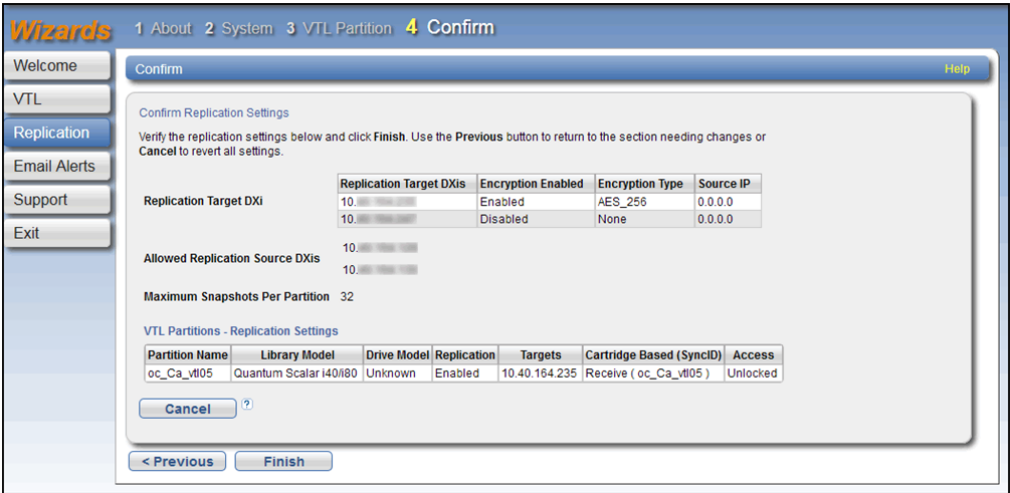 Wizards 1 About 2 System 3 VTL Partition 4 Confirm
Welcome
VTL
Replication
Email Alerts
Support
Exit
Confirm Help
Confirm Replication Settings
Verify the replication settings below and click Finish. Use the Previous button to return to the section needing changes or
Cancel to revert all settings.
Replication Target DXi
Replication Target DXis Encryption Enabled Encryption Type Source IP
10. Enabled AES_256 0.0.0.0
10. Disabled None 0.0.0.0
Allowed Replication Source DXis
10.
10.
Maximum Snapshots Per Partition 32
VTL Partitions - Replication Settings
Partition Name Library Model Drive Model Replication Targets Cartridge Based (SyncID) Access
oc_Ca_vtl05 Quantum Scalar i40/i80 Unknown Enabled 10.40.164.235 Receive ( oc_Ca_vtl05 ) Unlocked
Cancel ?
< Previous Finish